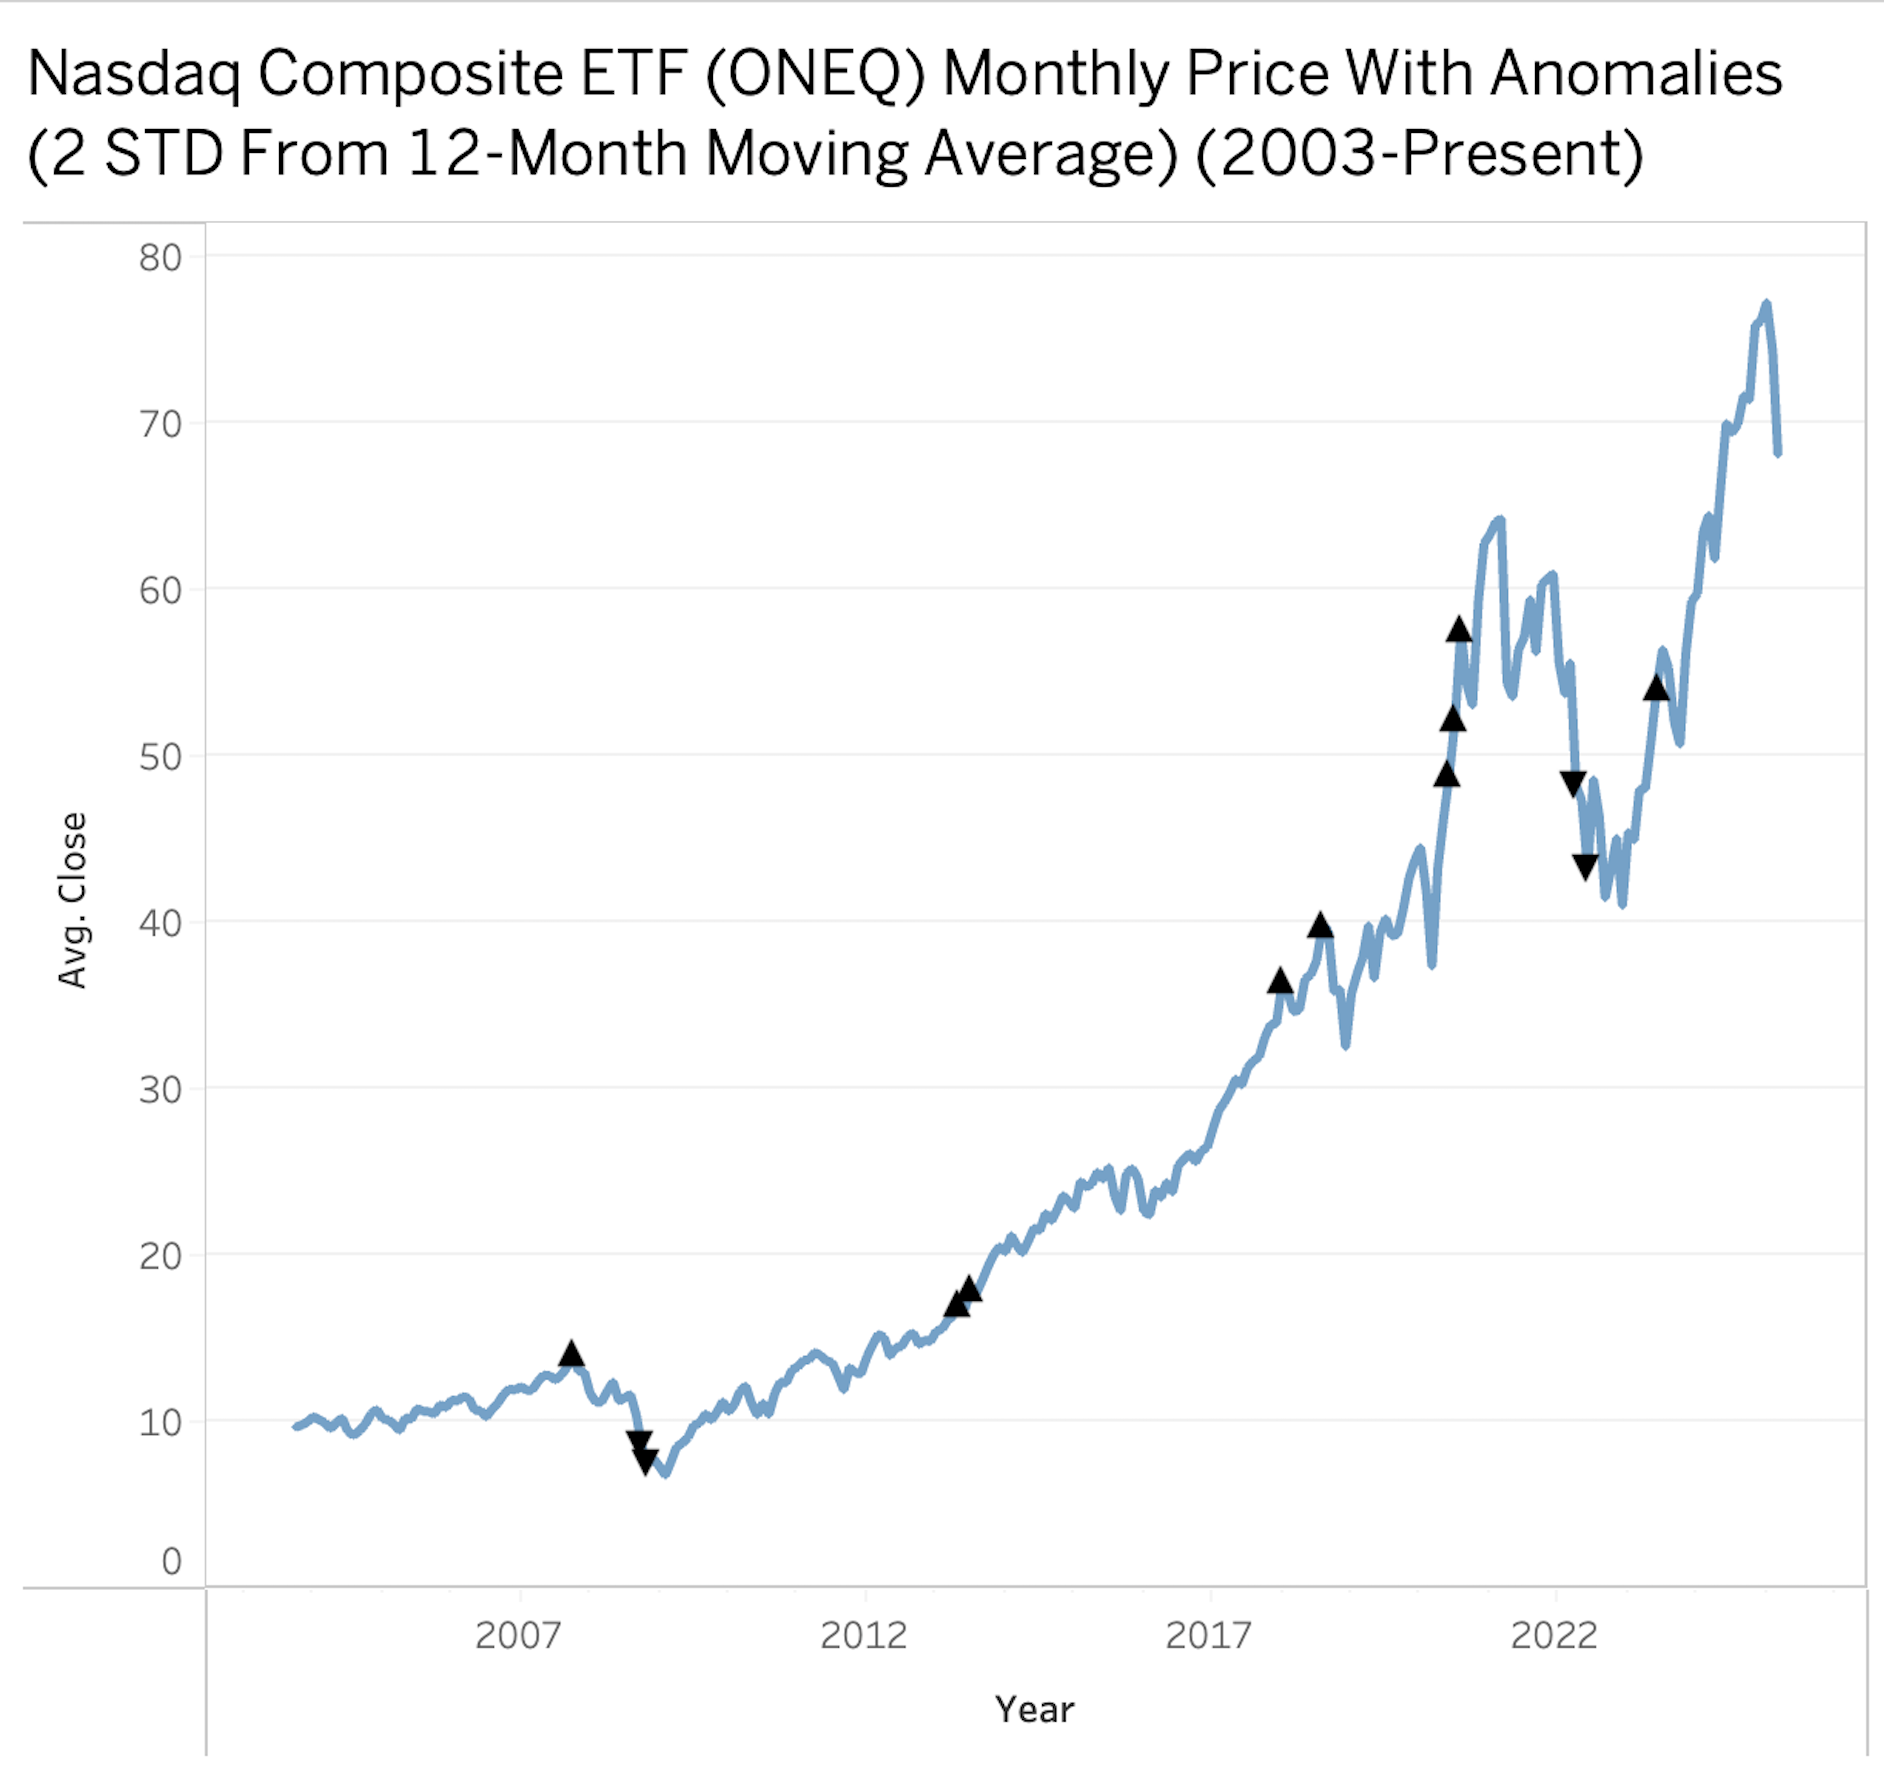 Nasdaq Composite ETF (ONEQ) Monthly Price With Anomalies
(2 STD From 12-Month Moving Average) (2003-Present)
80
70
60
50
40
30
20
10
0
Avg. Close
2007 2012 2017 2022
Year